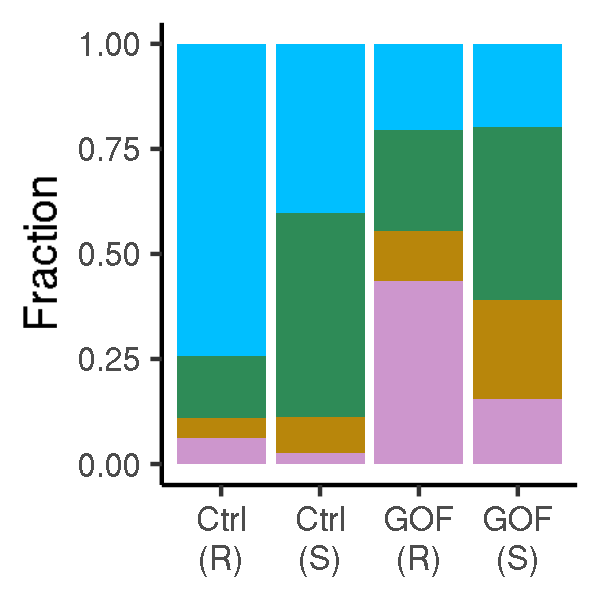 1.00
0.75
0.50
0.25
0.00
Fraction
Ctrl (R)
Ctrl (S)
GOF (R)
GOF (S)